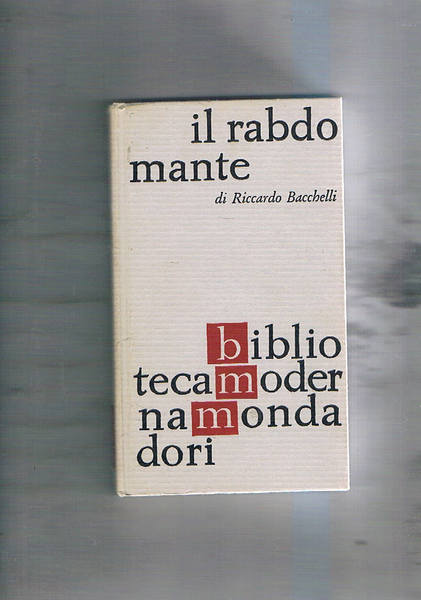 il rabdo
mante
di Riccardo Bacchelli
biblio
tecamoder
namonda
dori